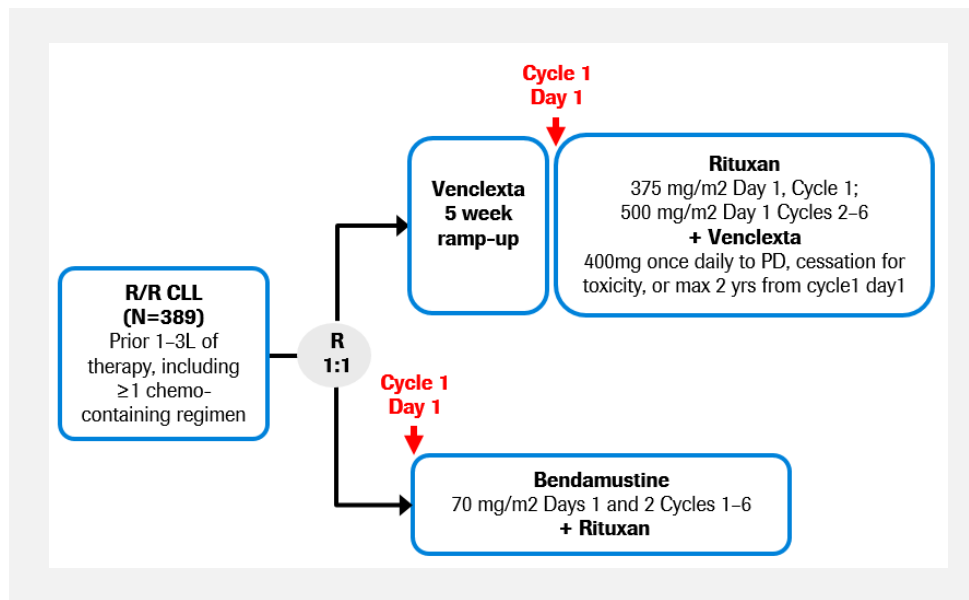 R/R CLL
(N=389)
Prior 1–3L of
therapy, including
≥1 chemo-
containing regimen
R
1:1
Venclexta
5 week
ramp-up
Cycle 1
Day 1
Rituxan
375 mg/m2 Day 1, Cycle 1;
500 mg/m2 Day 1 Cycles 2–6
+ Venclexta
400mg once daily to PD, cessation for
toxicity, or max 2 yrs from cycle1 day1
Cycle 1
Day 1
Bendamustine
70 mg/m2 Days 1 and 2 Cycles 1–6
+ Rituxan